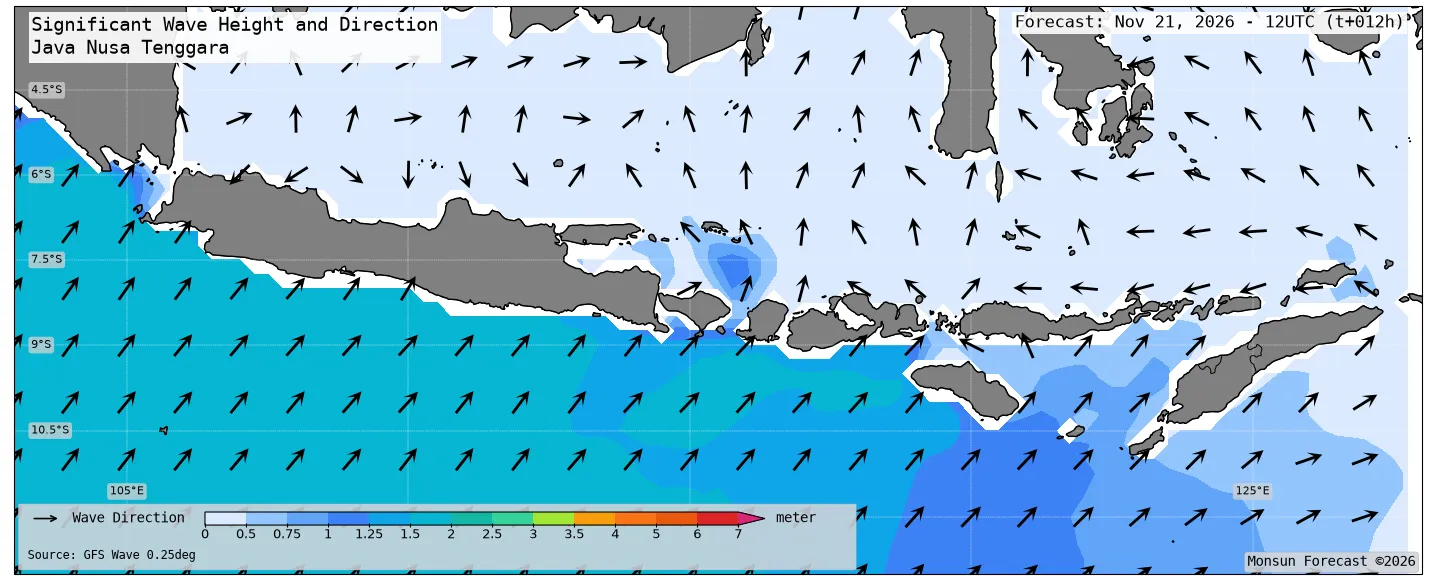 Significant Wave Height and Direction
Java Nusa Tenggara
Forecast: Nov 21, 2026 - 12UTC (t+012h)
4.5°S
6°S
7.5°S
9°S
10.5°S
105°E
125°E
Wave Direction
0 0.5 0.75 1 1.25 1.5 2 2.5 3 3.5 4 5 6 7
meter
Source: GFS Wave 0.25deg
Monsun Forecast ©2026